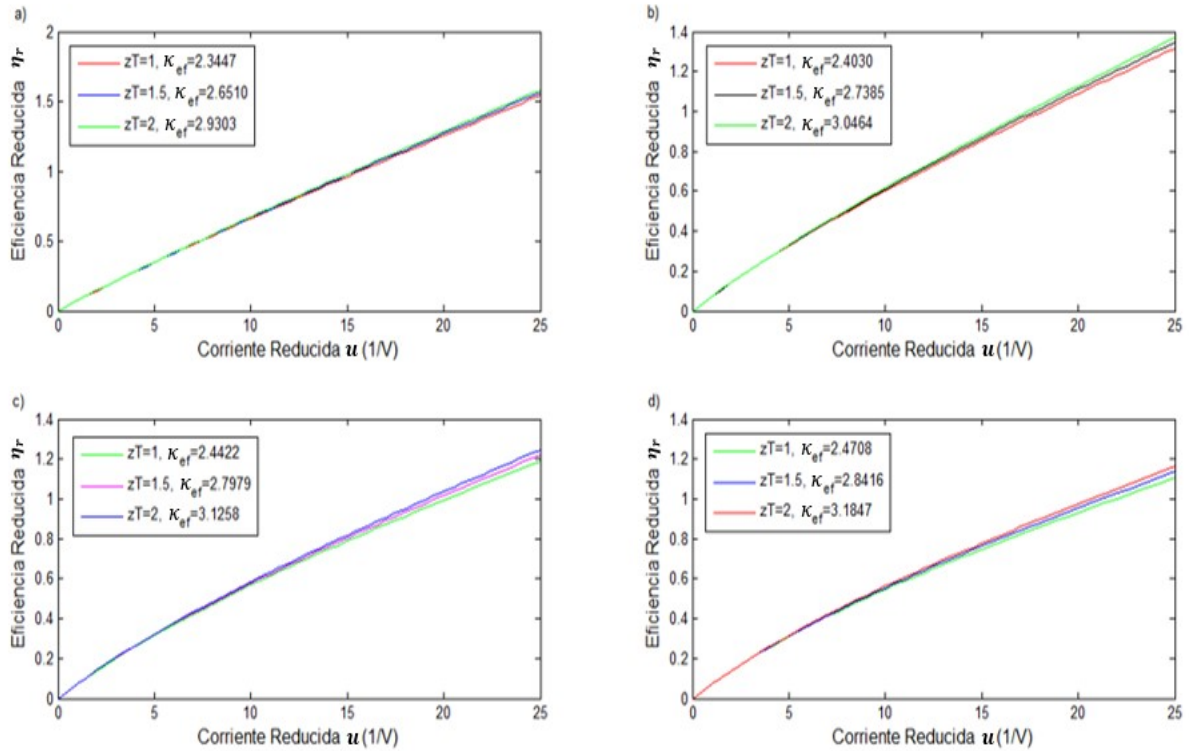 a)
Eficiencia Reducida ηr
2
1.5
1
0.5
0
zT=1, κef=2.3447
zT=1.5, κef=2.6510
zT=2, κef=2.9303
0 5 10 15 20 25
Corriente Reducida u (1/V)
b)
Eficiencia Reducida ηr
1.4
1.2
1
0.8
0.6
0.4
0.2
0
zT=1, κef=2.4030
zT=1.5, κef=2.7385
zT=2, κef=3.0464
0 5 10 15 20 25
Corriente Reducida u (1/V)
c)
Eficiencia Reducida ηr
1.4
1.2
1
0.8
0.6
0.4
0.2
0
zT=1, κef=2.4422
zT=1.5, κef=2.7979
zT=2, κef=3.1258
0 5 10 15 20 25
Corriente Reducida u (1/V)
d)
Eficiencia Reducida ηr
1.4
1.2
1
0.8
0.6
0.4
0.2
0
zT=1, κef=2.4708
zT=1.5, κef=2.8416
zT=2, κef=3.1847
0 5 10 15 20 25
Corriente Reducida u (1/V)